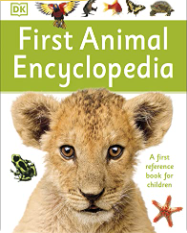 DK
First Animal
Encyclopedia
A first
reference
book for
children